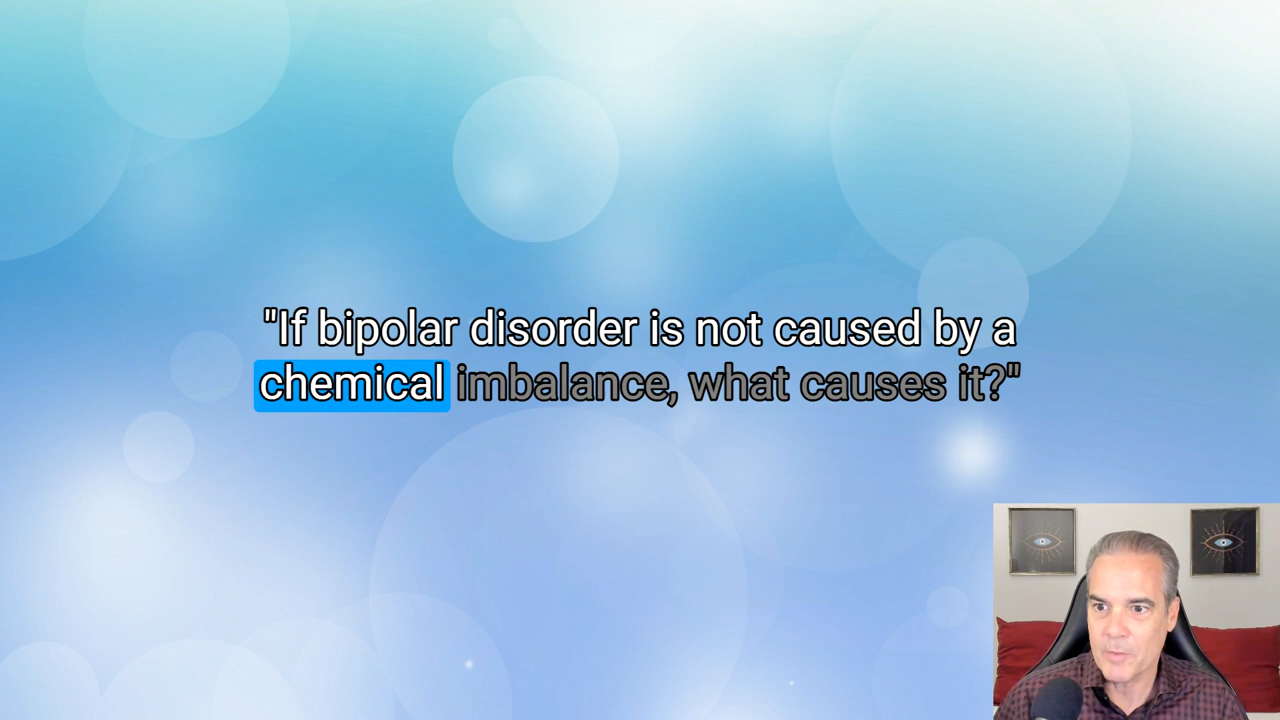 "If bipolar disorder is not caused by a
chemical imbalance, what causes it?"